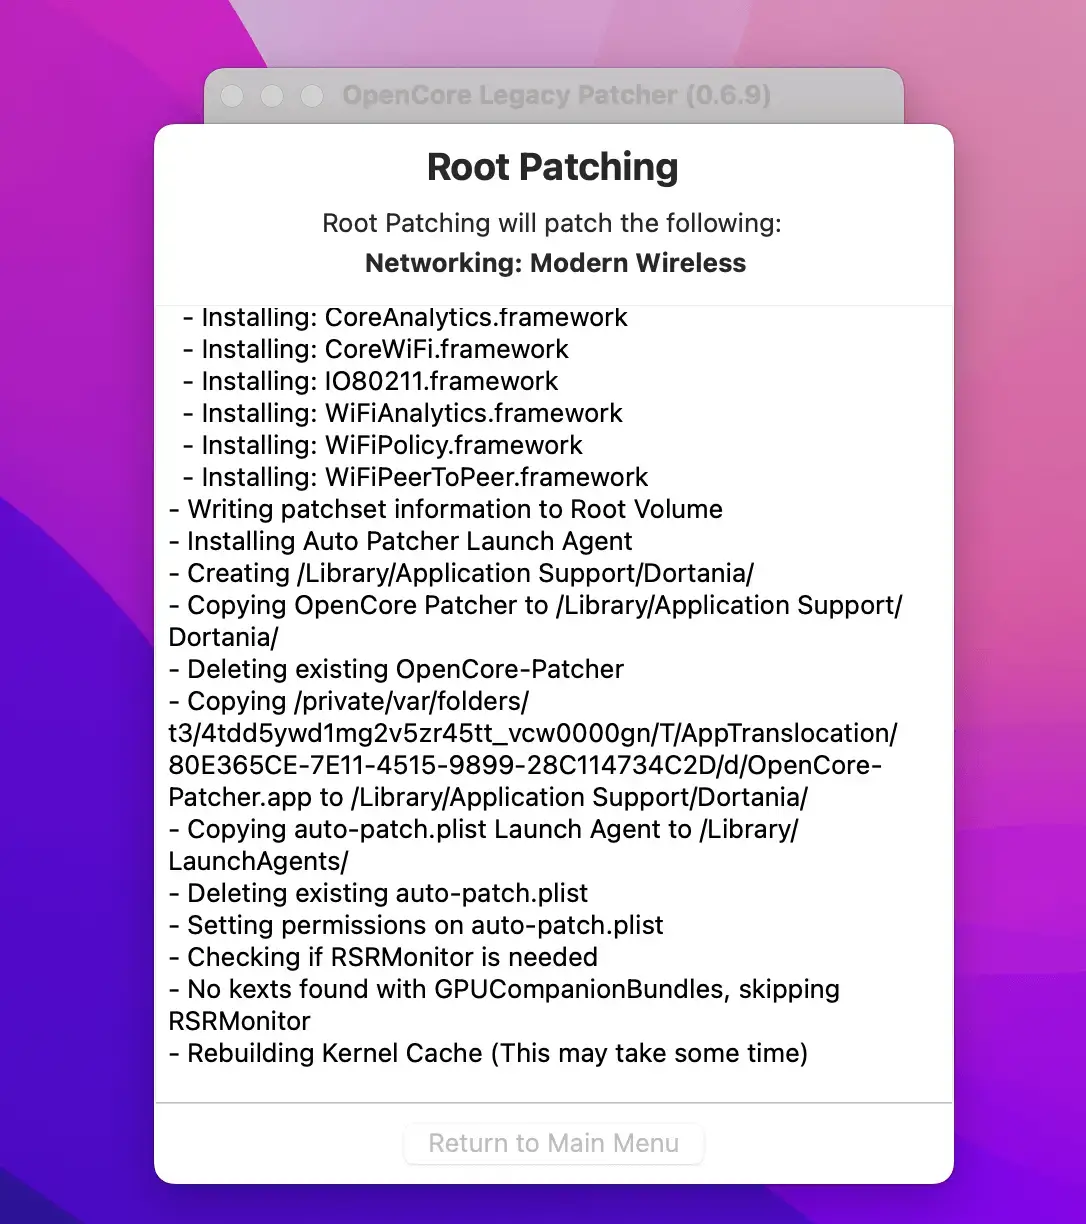 OpenCore Legacy Patcher (0.6.9)
Root Patching
Root Patching will patch the following:
Networking: Modern Wireless
- Installing: CoreAnalytics.framework
- Installing: CoreWiFi.framework
- Installing: IO80211.framework
- Installing: WiFiAnalytics.framework
- Installing: WiFiPolicy.framework
- Installing: WiFiPeerToPeer.framework
- Writing patchset information to Root Volume
- Installing Auto Patcher Launch Agent
- Creating /Library/Application Support/Dortania/
- Copying OpenCore Patcher to /Library/Application Support/
Dortania/
- Deleting existing OpenCore-Patcher
- Copying /private/var/folders/
t3/4tdd5ywd1mg2v5zr45tt_vcw0000gn/T/AppTranslocation/
80E365CE-7E11-4515-9899-28C114734C2D/d/OpenCore-
Patcher.app to /Library/Application Support/Dortania/
- Copying auto-patch.plist Launch Agent to /Library/
LaunchAgents/
- Deleting existing auto-patch.plist
- Setting permissions on auto-patch.plist
- Checking if RSRMonitor is needed
- No kexts found with GPUCompanionBundles, skipping
RSRMonitor
- Rebuilding Kernel Cache (This may take some time)
Return to Main Menu